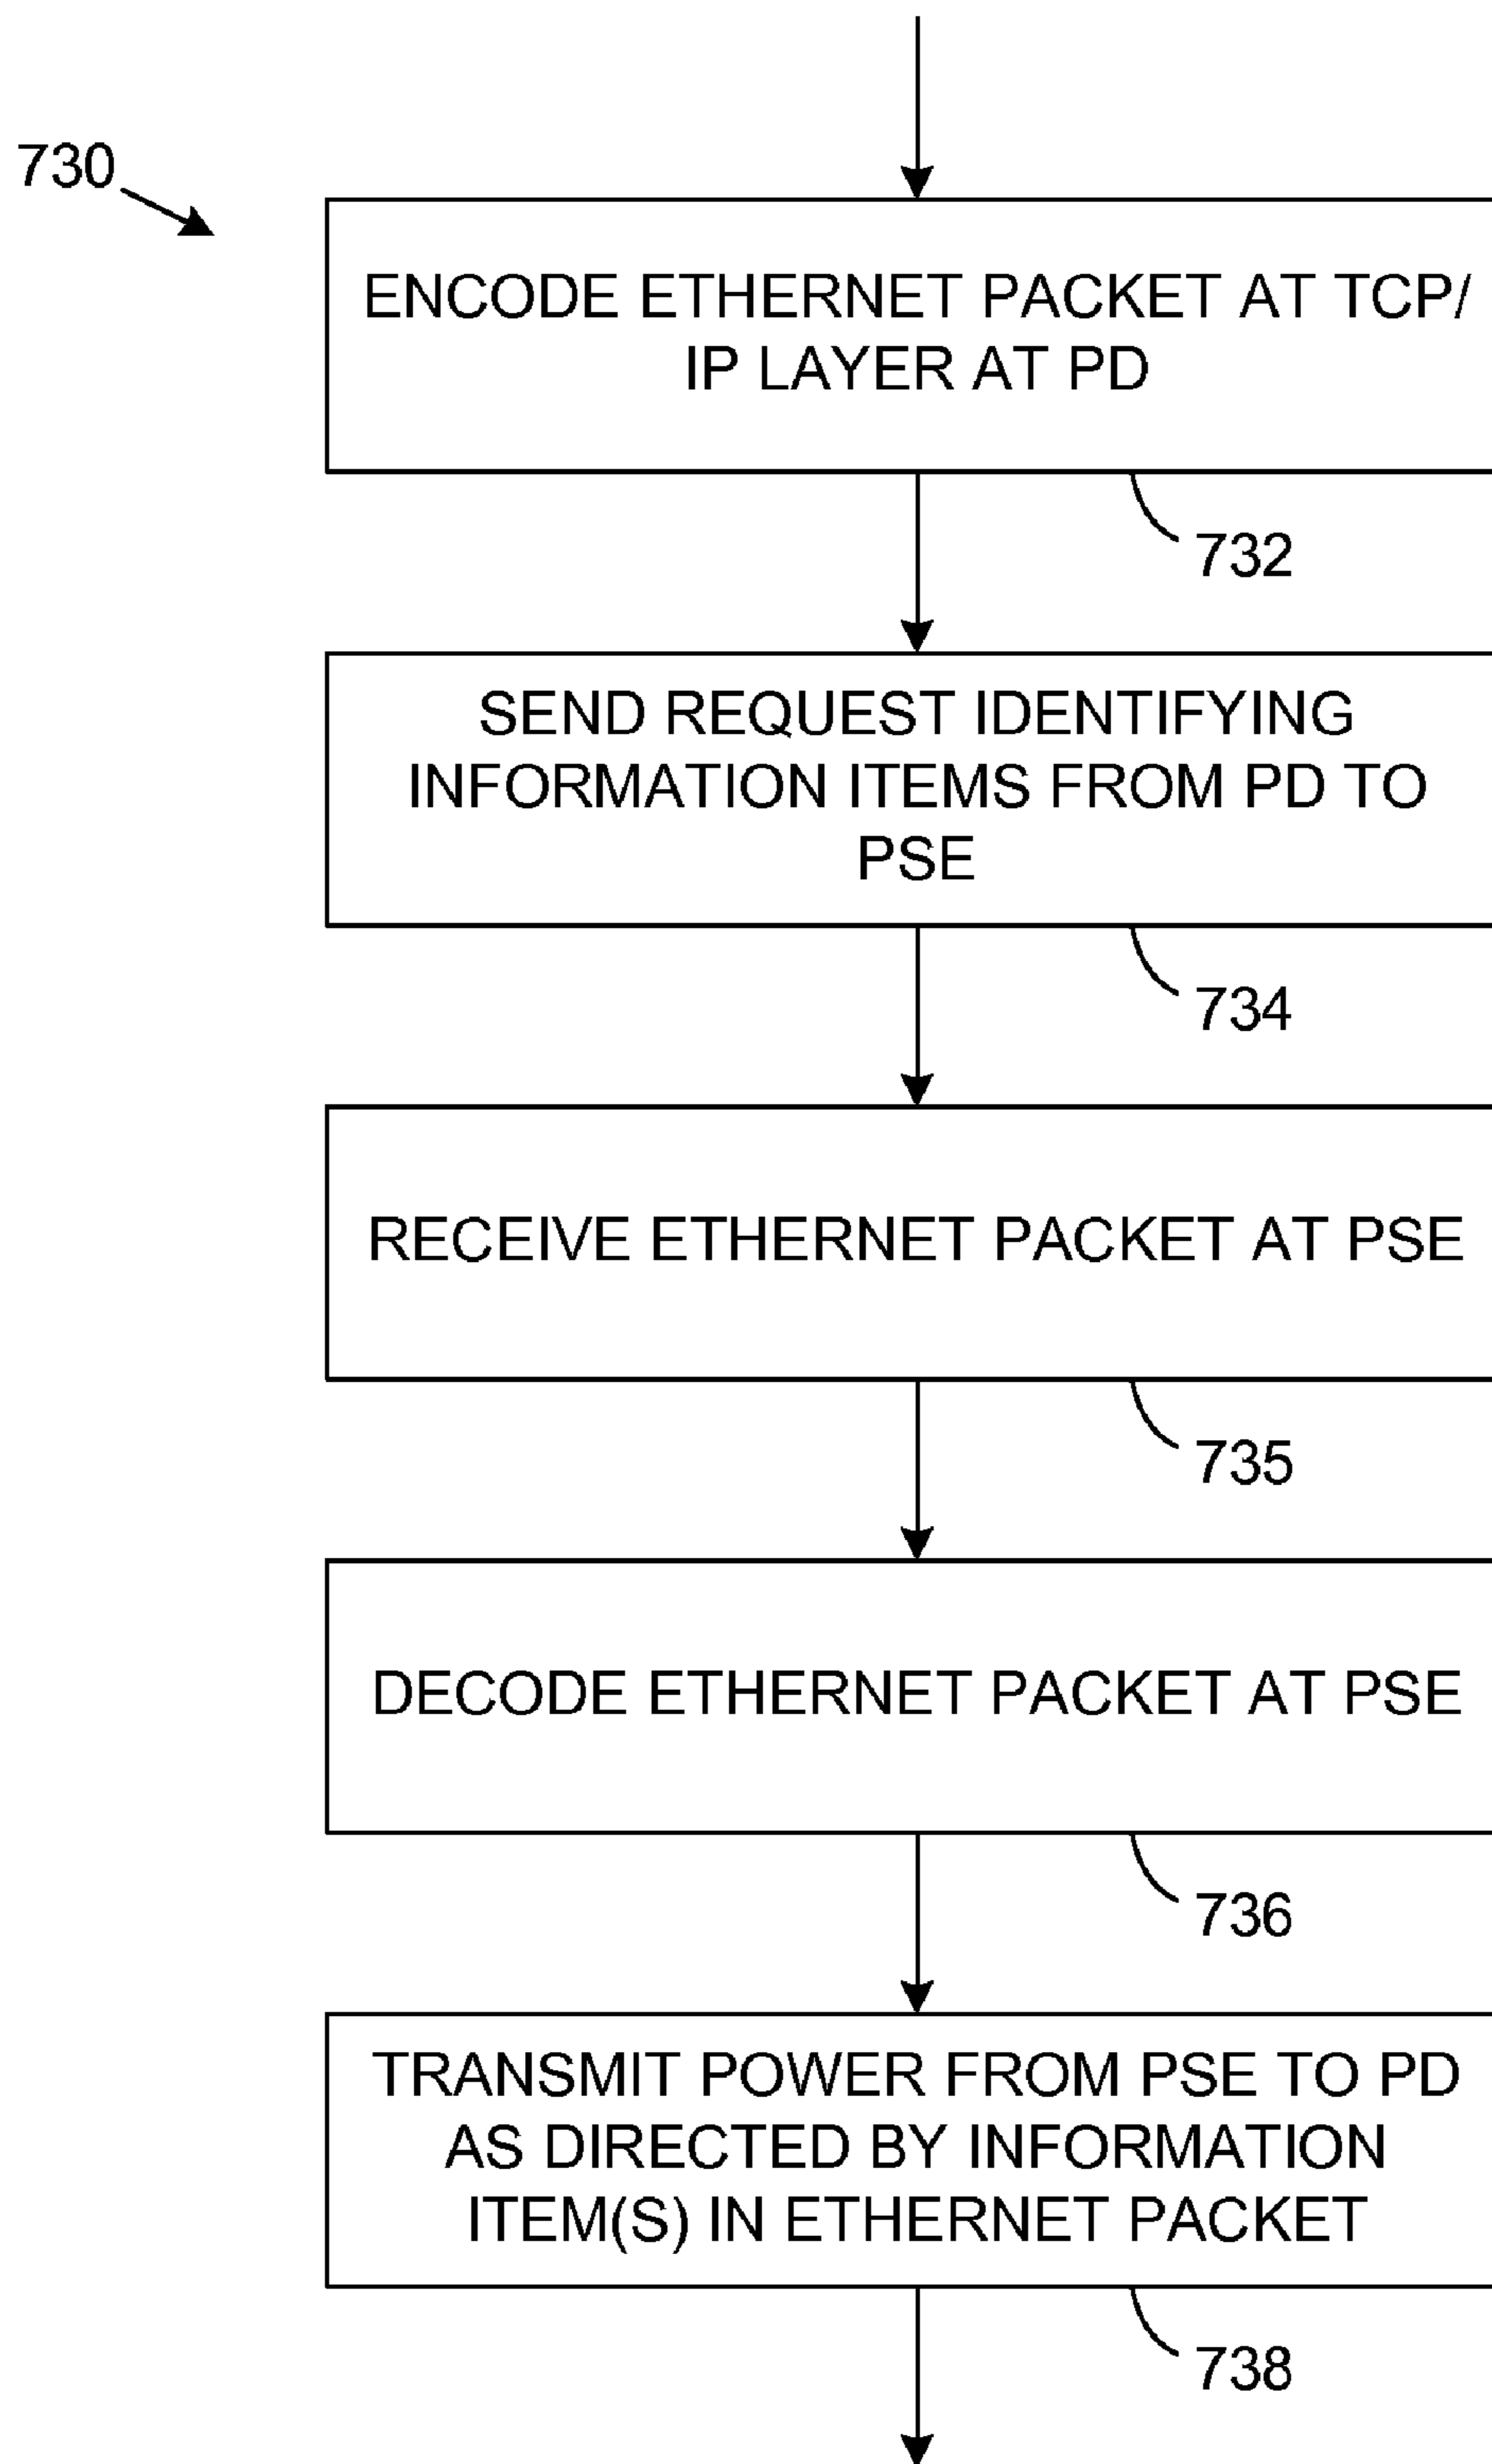 730
ENCODE ETHERNET PACKET AT TCP/
IP LAYER AT PD
732
SEND REQUEST IDENTIFYING
INFORMATION ITEMS FROM PD TO
PSE
734
RECEIVE ETHERNET PACKET AT PSE
735
DECODE ETHERNET PACKET AT PSE
736
TRANSMIT POWER FROM PSE TO PD
AS DIRECTED BY INFORMATION
ITEM(S) IN ETHERNET PACKET
738